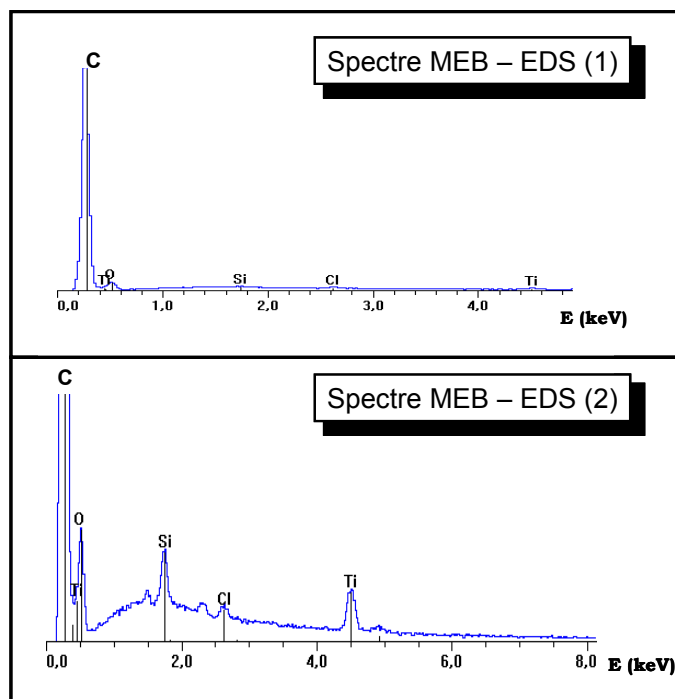 C
Spectre MEB – EDS (1)
Ti O Si Cl Ti
0,0 1,0 2,0 3,0 4,0
E (keV)
C
Spectre MEB – EDS (2)
O
Si
Ti Cl Ti
0,0 2,0 4,0 6,0 8,0 E (keV)